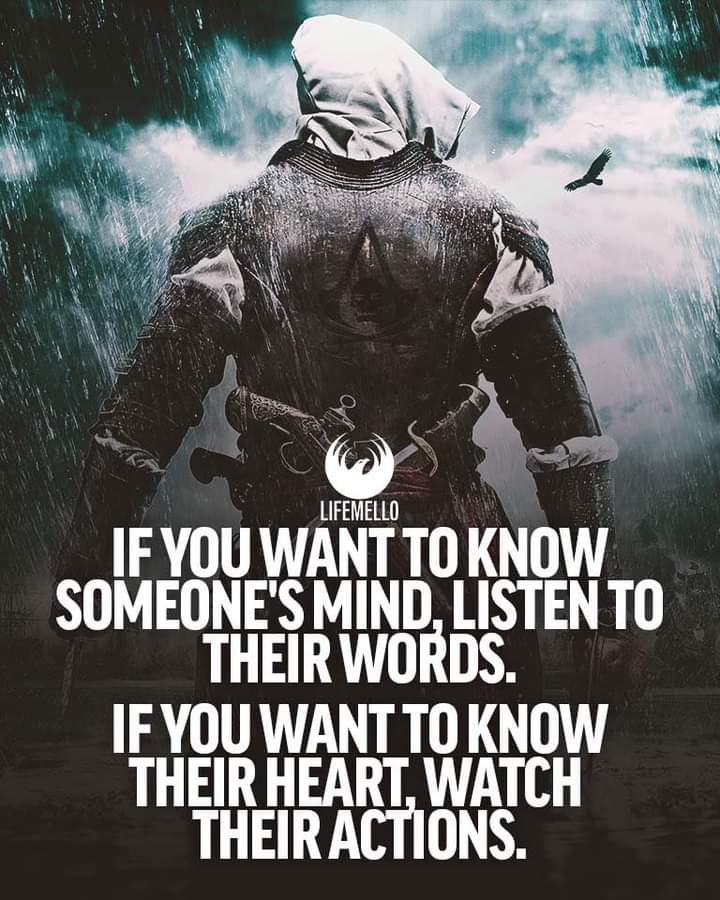 LIFEMELLO
IF YOU WANT TO KNOW
SOMEONE'S MIND, LISTEN TO
THEIR WORDS.
IF YOU WANT TO KNOW
THEIR HEART, WATCH
THEIR ACTIONS.